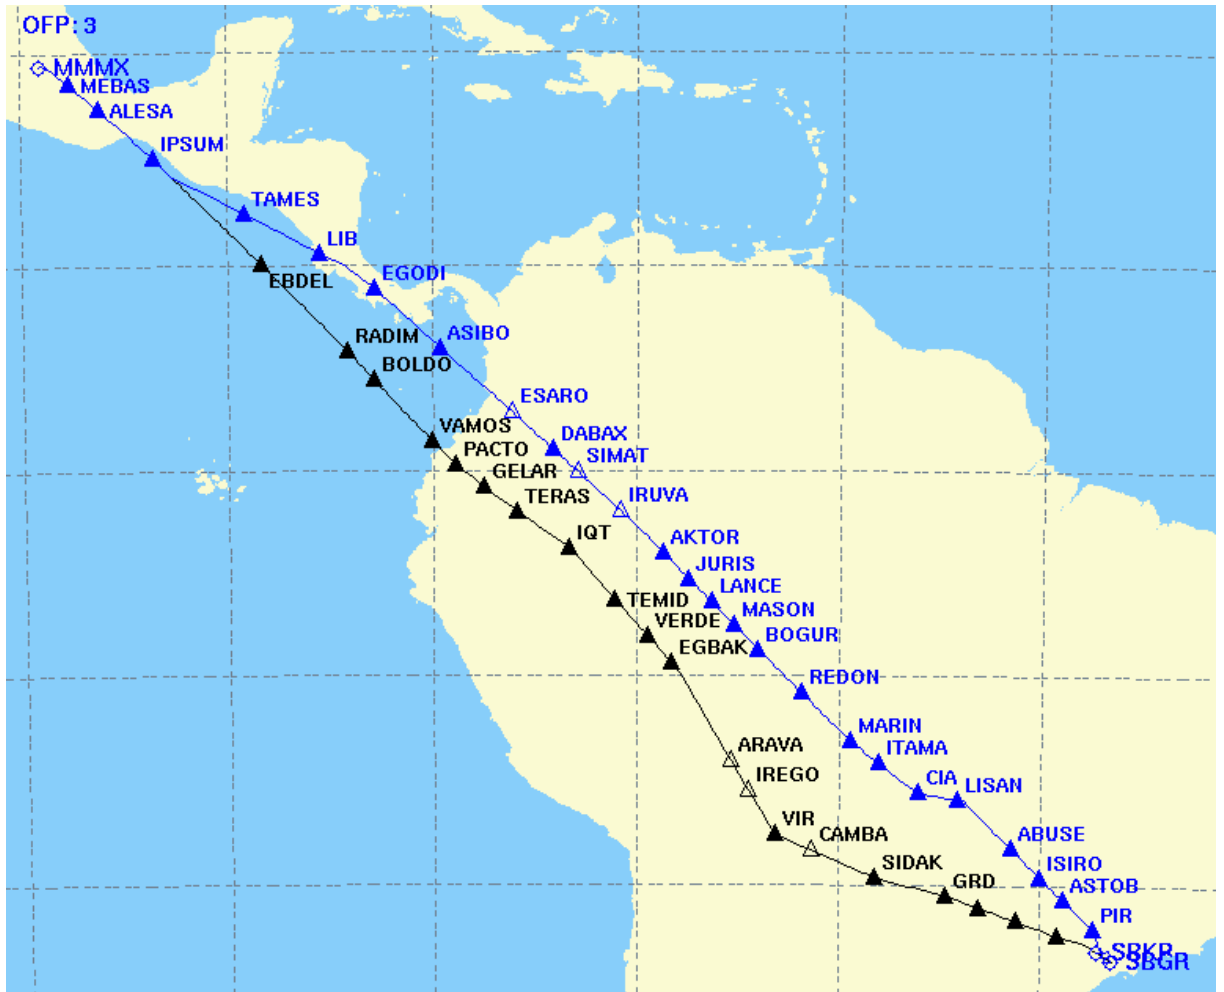 OFP: 3
MMMX
MEBAS
ALESA
IPSUM
TAMES
LIB
EBDEL
EGODI
RADIM
ASIBO
BOLDO
ESARO
VAMOS
DABAX
PACTO
SIMAT
GELAR
TERAS
IRUVA
IQT
AKTOR
JURIS
LANCE
TEMID
MASON
VERDE
BOGUR
EGBAK
REDON
MARIN
ARAVA
ITAMA
IREGO
CIA
LISAN
VIR
CAMBA
ABUSE
SIDAK
ISIRO
GRD
ASTOB
PIR
SBKP
SBGR